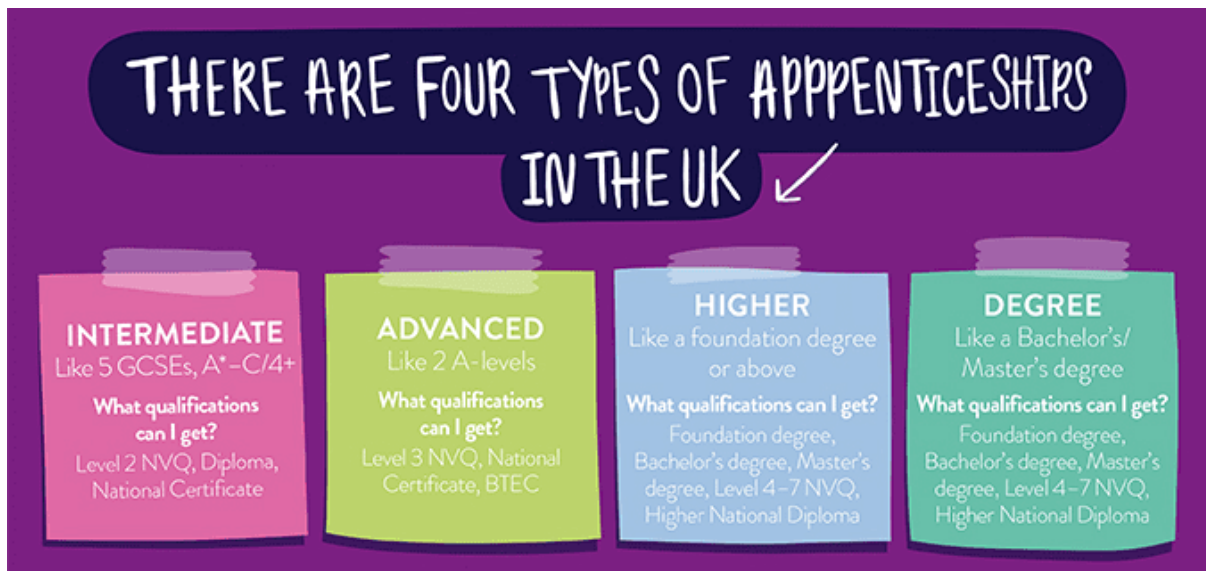 THERE ARE FOUR TYPES OF APPPENTICESHIPS
IN THE UK
INTERMEDIATE
Like 5 GCSEs, A*–C/4+
What qualifications
can I get?
Level 2 NVQ, Diploma,
National Certificate
ADVANCED
Like 2 A-levels
What qualifications
can I get?
Level 3 NVQ, National
Certificate, BTEC
HIGHER
Like a foundation degree
or above
What qualifications can I get?
Foundation degree,
Bachelor's degree, Master's
degree, Level 4–7 NVQ,
Higher National Diploma
DEGREE
Like a Bachelor's/
Master's degree
What qualifications can I get?
Foundation degree,
Bachelor's degree, Master's
degree, Level 4–7 NVQ,
Higher National Diploma